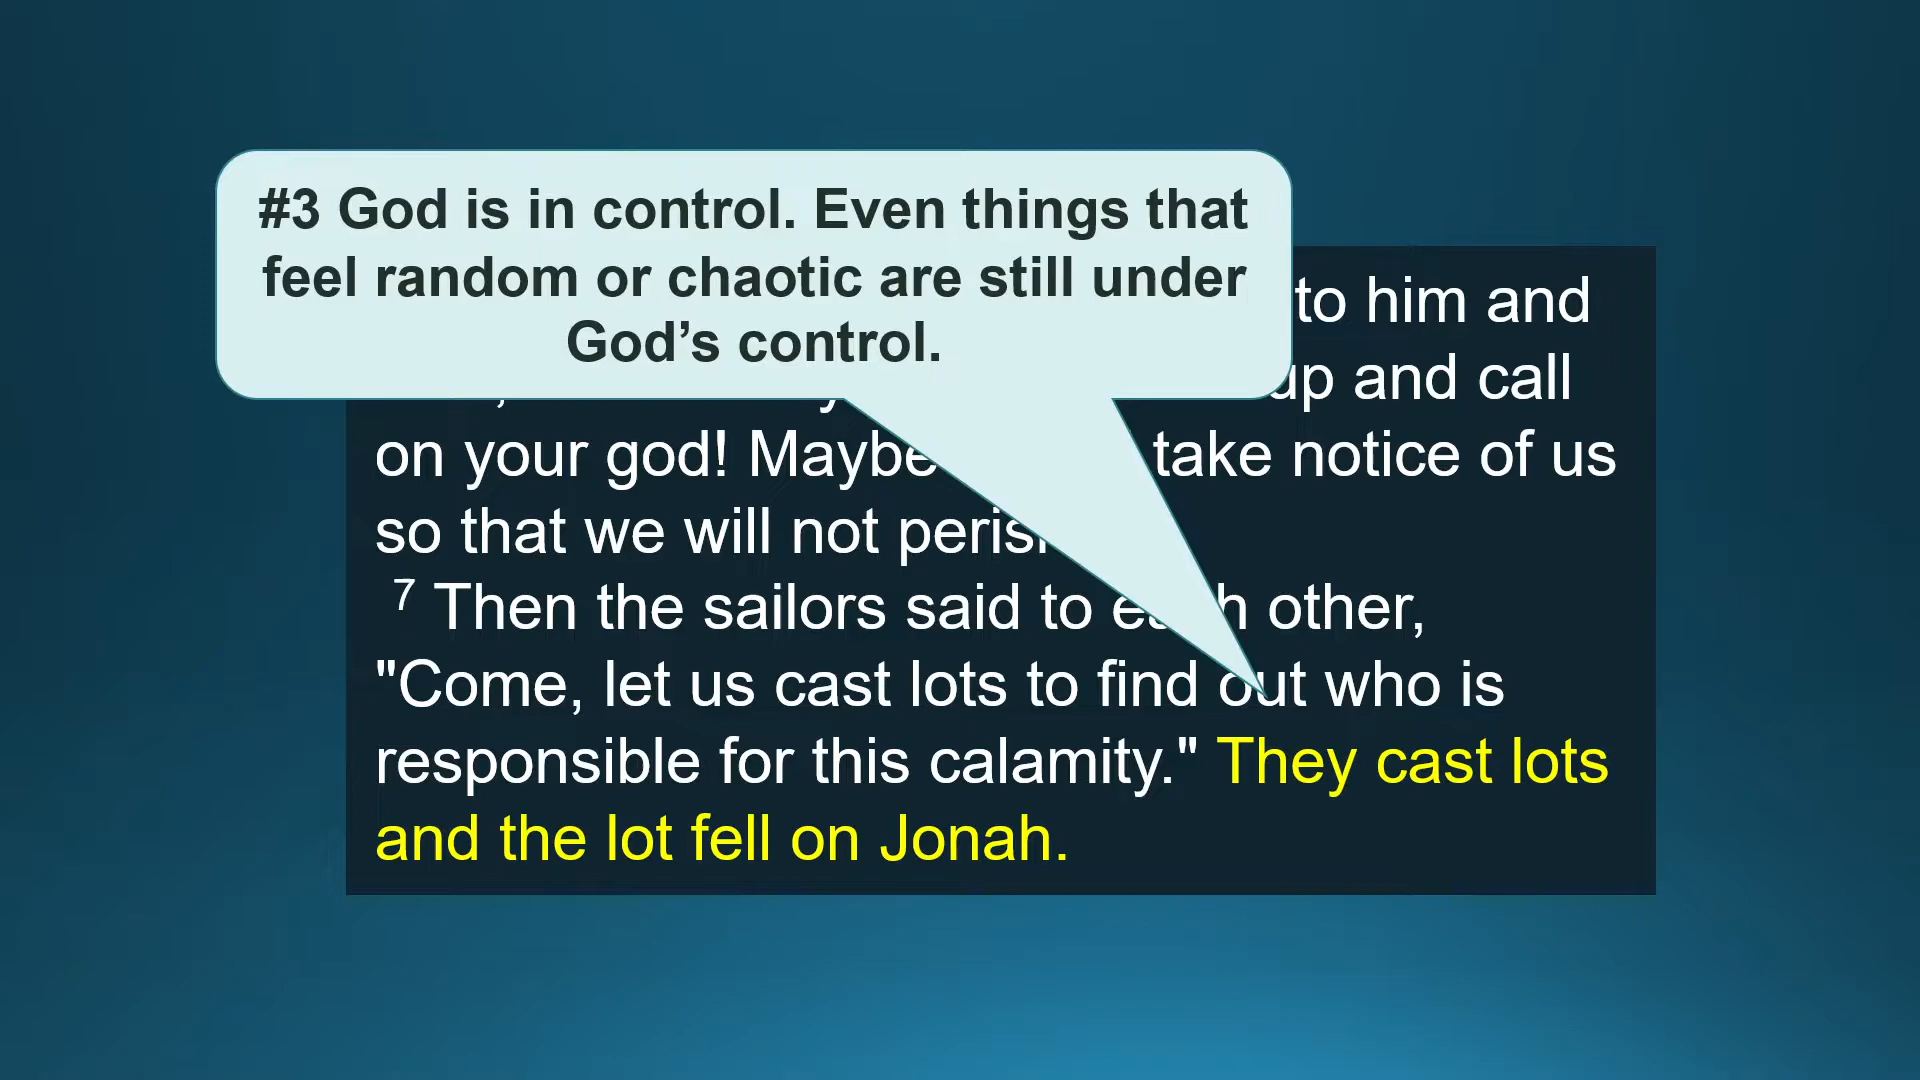 #3 God is in control. Even things that
feel random or chaotic are still under
God’s control.
to him and
up and call
on your god! Maybe take notice of us
so that we will not
7 Then the sailors said to other,
"Come, let us cast lots to find out who is
responsible for this calamity." They cast lots
and the lot fell on Jonah.